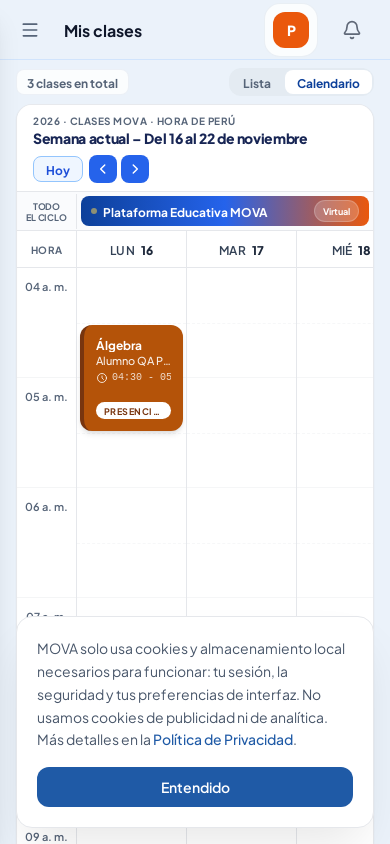 Mis clases
P
3 clases en total
Lista
Calendario
2026 · CLASES MOVA · HORA DE PERÚ
Semana actual – Del 16 al 22 de noviembre
Hoy
TODO
EL CICLO
Plataforma Educativa MOVA
Virtual
HORA
LUN 16
MAR 17
MIÉ 18
04 a. m.
Álgebra
Alumno QA P...
04:30 - 05
PRESENCI...
05 a. m.
06 a. m.
07 a. m.
MOVA solo usa cookies y almacenamiento local
necesarios para funcionar: tu sesión, la
seguridad y tus preferencias de interfaz. No
usamos cookies de publicidad ni de analítica.
Más detalles en la Política de Privacidad.
Entendido
09 a. m.